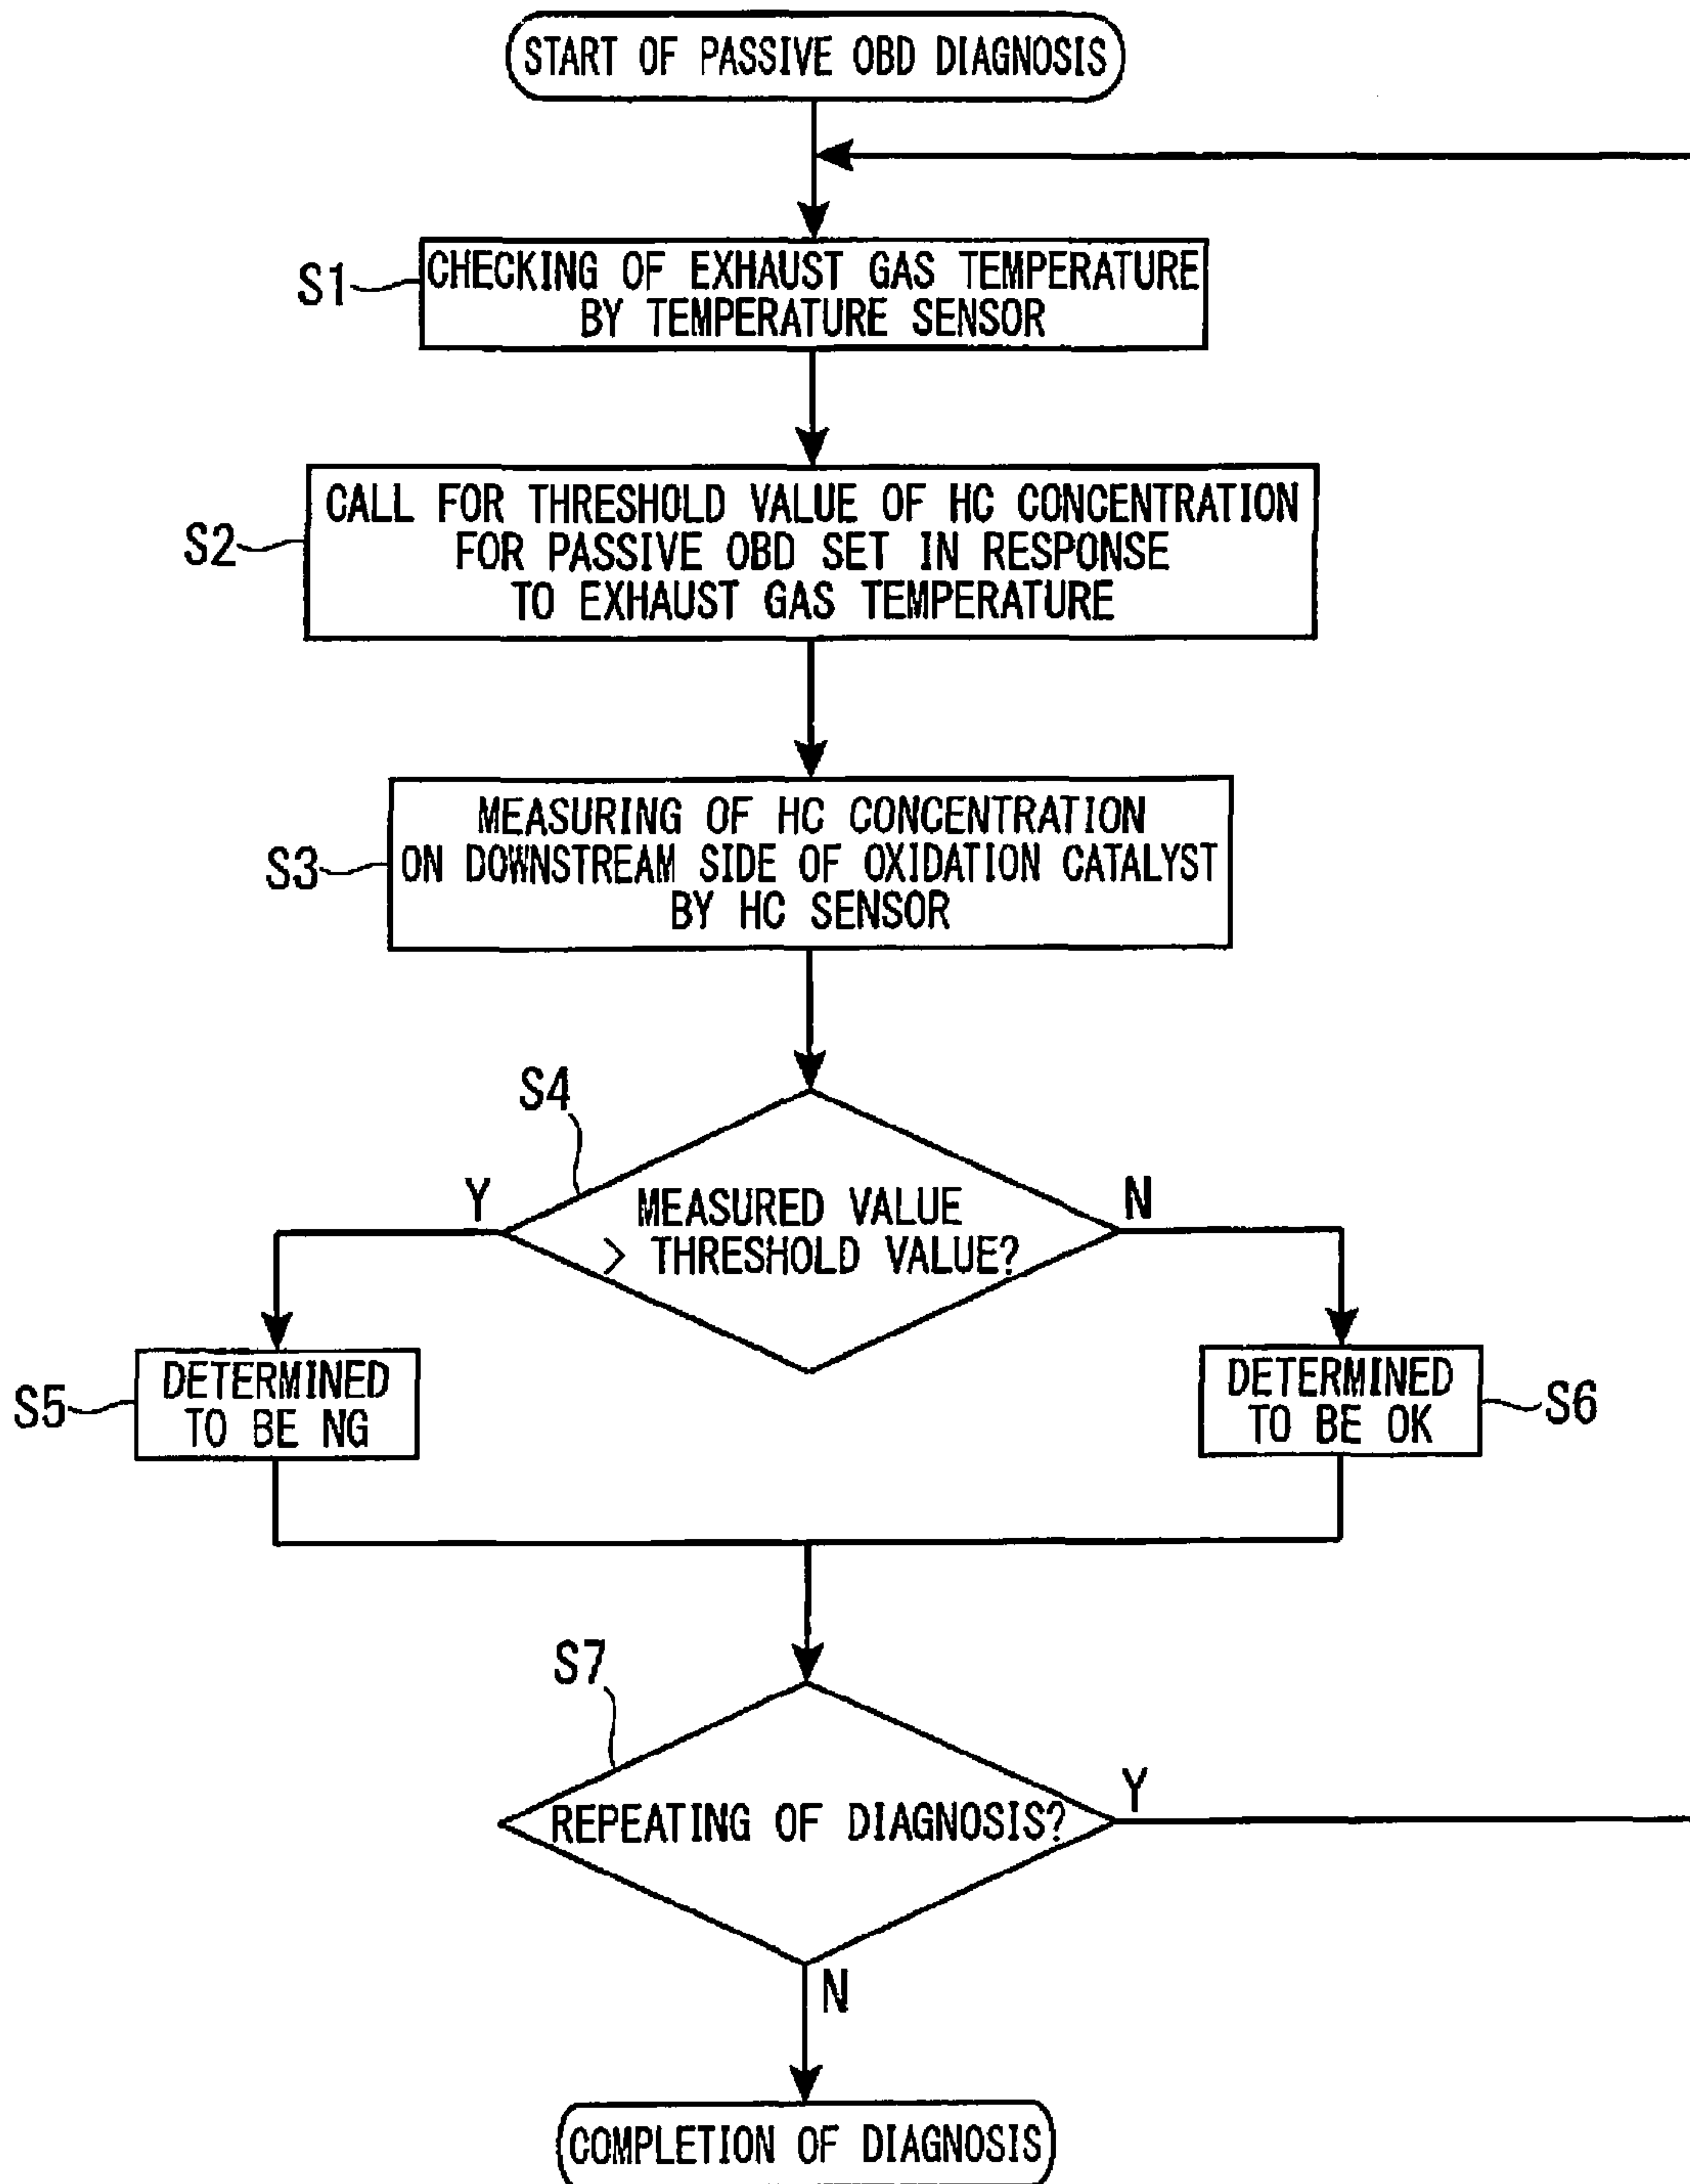 START OF PASSIVE OBD DIAGNOSIS
S1
CHECKING OF EXHAUST GAS TEMPERATURE
BY TEMPERATURE SENSOR
S2
CALL FOR THRESHOLD VALUE OF HC CONCENTRATION
FOR PASSIVE OBD SET IN RESPONSE
TO EXHAUST GAS TEMPERATURE
S3
MEASURING OF HC CONCENTRATION
ON DOWNSTREAM SIDE OF OXIDATION CATALYST
BY HC SENSOR
S4
Y
N
MEASURED VALUE
> THRESHOLD VALUE?
S5
DETERMINED
TO BE NG
DETERMINED
TO BE OK
S6
S7
REPEATING OF DIAGNOSIS?
Y
N
COMPLETION OF DIAGNOSIS